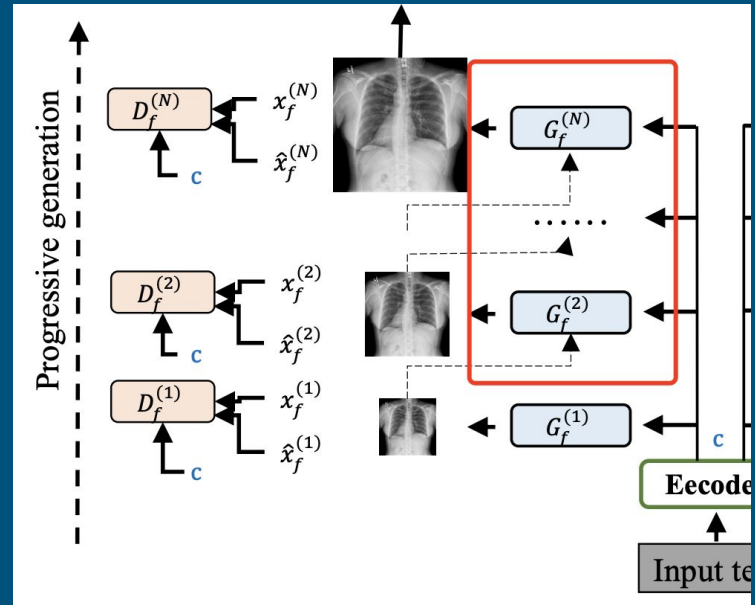 Progressive generation
D_f^{(N)}
x_f^{(N)}
x̂_f^{(N)}
c
G_f^{(N)}
......
D_f^{(2)}
x_f^{(2)}
x̂_f^{(2)}
c
G_f^{(2)}
D_f^{(1)}
x_f^{(1)}
x̂_f^{(1)}
c
G_f^{(1)}
c
Eecode
Input te